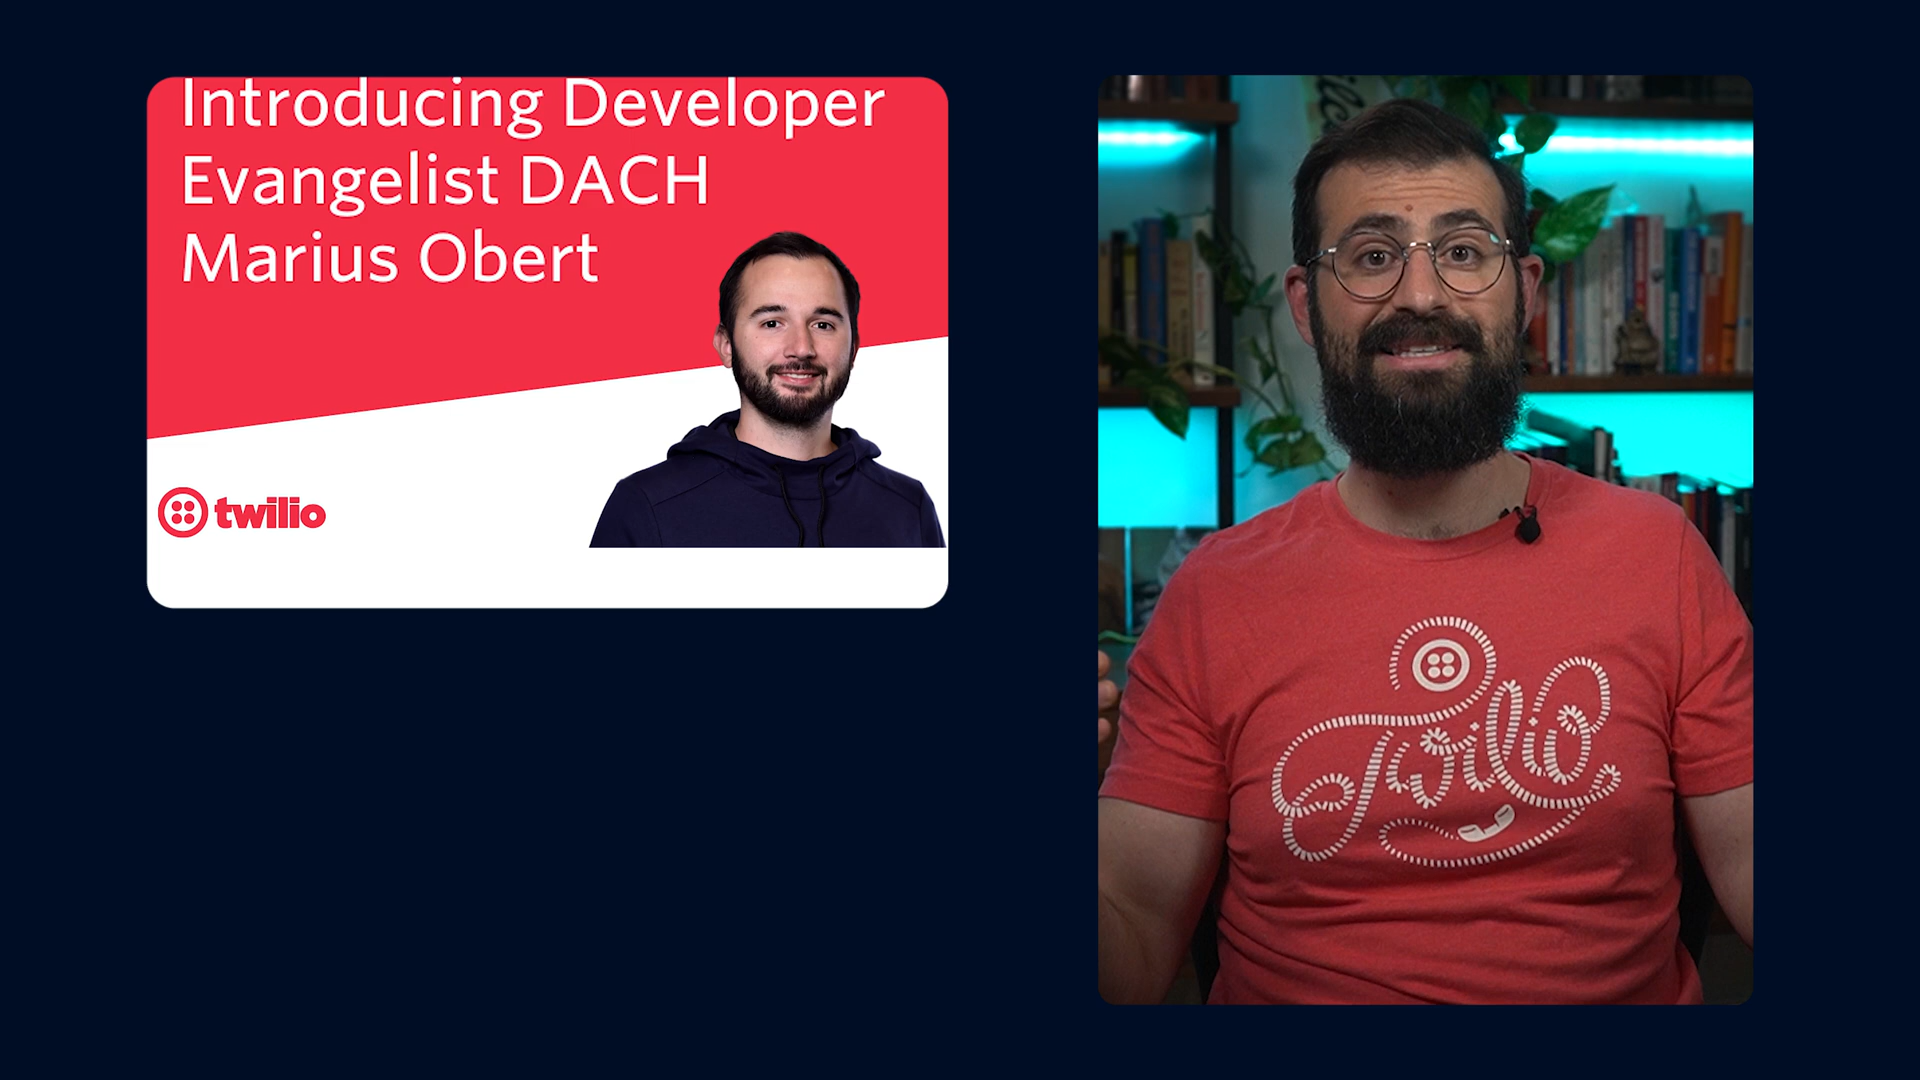 Introducing Developer
Evangelist DACH
Marius Obert
twilio
Twilio